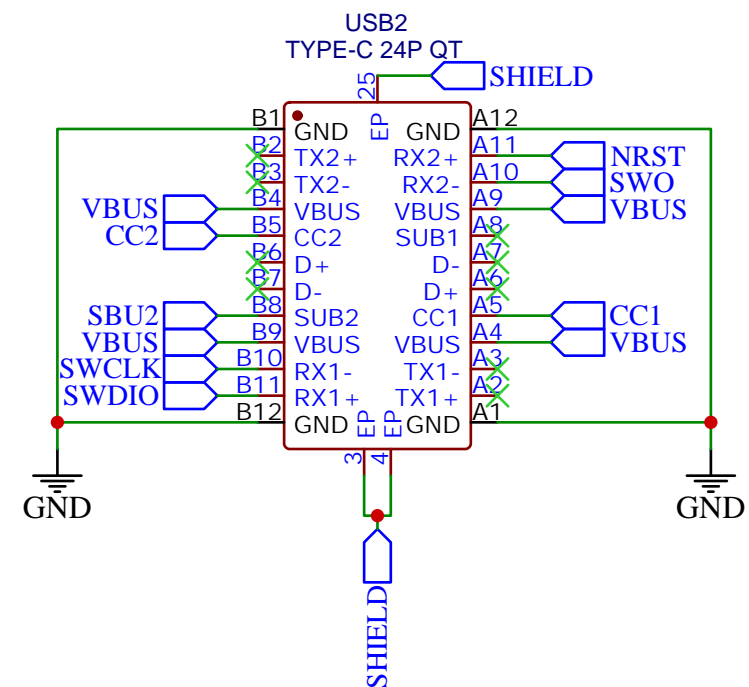 USB2
TYPE-C 24P QT
25
SHIELD
EP
B1 GND GND A12
B2 TX2+ RX2+ A11 NRST
B3 TX2- RX2- A10 SWO
VBUS B4 VBUS VBUS A9 VBUS
CC2 B5 CC2 SUB1 A8
B6 D+ D- A7
B7 D- D+ A6
SBU2 B8 SUB2 CC1 A5 CC1
VBUS B9 VBUS VBUS A4 VBUS
SWCLK B10 RX1- TX1- A3
SWDIO B11 RX1+ TX1+ A2
B12 GND EP EP GND A1
3 4
GND GND
SHIELD